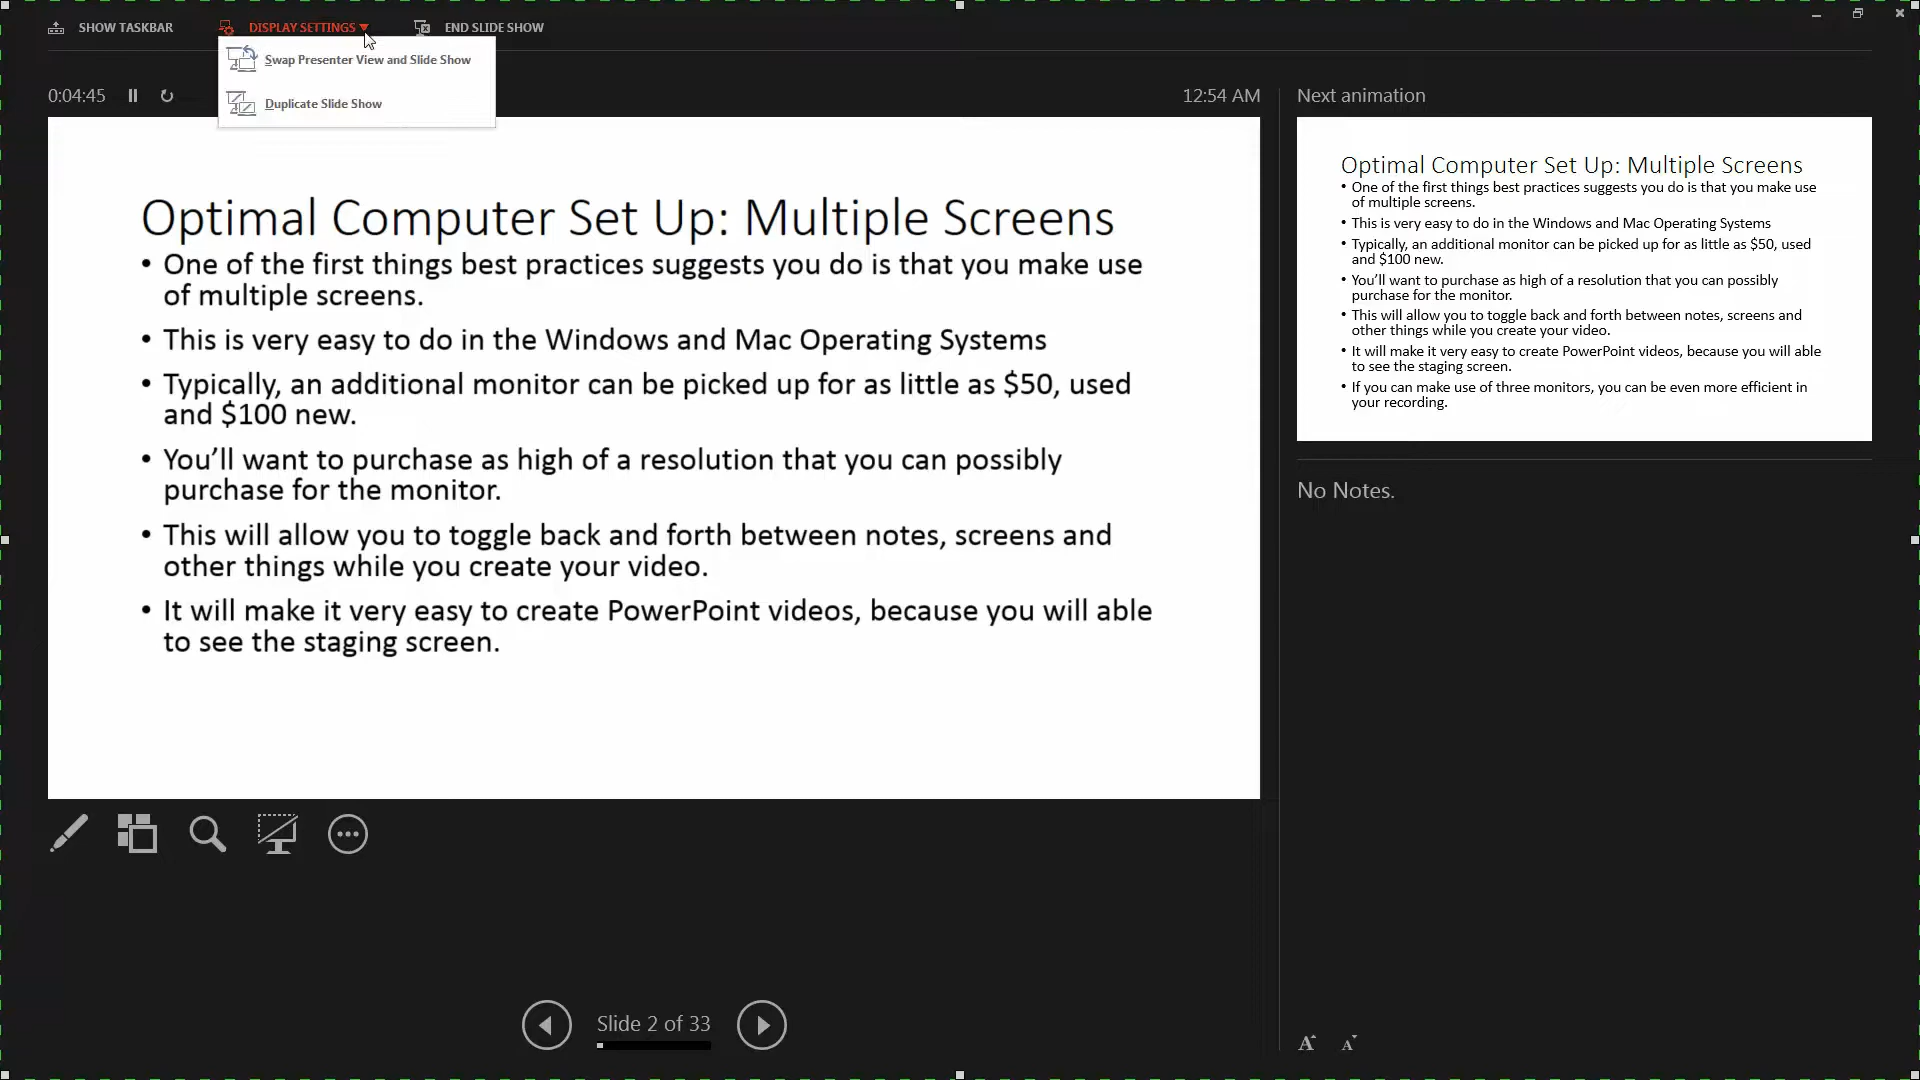 SHOW TASKBAR
DISPLAY SETTINGS
END SLIDE SHOW
Swap Presenter View and Slide Show
Duplicate Slide Show
0:04:45
12:54 AM
Next animation
Optimal Computer Set Up: Multiple Screens
• One of the first things best practices suggests you do is that you make use
of multiple screens.
• This is very easy to do in the Windows and Mac Operating Systems
• Typically, an additional monitor can be picked up for as little as $50, used
and $100 new.
• You’ll want to purchase as high of a resolution that you can possibly
purchase for the monitor.
• This will allow you to toggle back and forth between notes, screens and
other things while you create your video.
• It will make it very easy to create PowerPoint videos, because you will able
to see the staging screen.
Optimal Computer Set Up: Multiple Screens
• One of the first things best practices suggests you do is that you make use
of multiple screens.
• This is very easy to do in the Windows and Mac Operating Systems
• Typically, an additional monitor can be picked up for as little as $50, used
and $100 new.
• You’ll want to purchase as high of a resolution that you can possibly
purchase for the monitor.
• This will allow you to toggle back and forth between notes, screens and
other things while you create your video.
• It will make it very easy to create PowerPoint videos, because you will able
to see the staging screen.
• If you can make use of three monitors, you can be even more efficient in
your recording.
No Notes.
Slide 2 of 33
A A